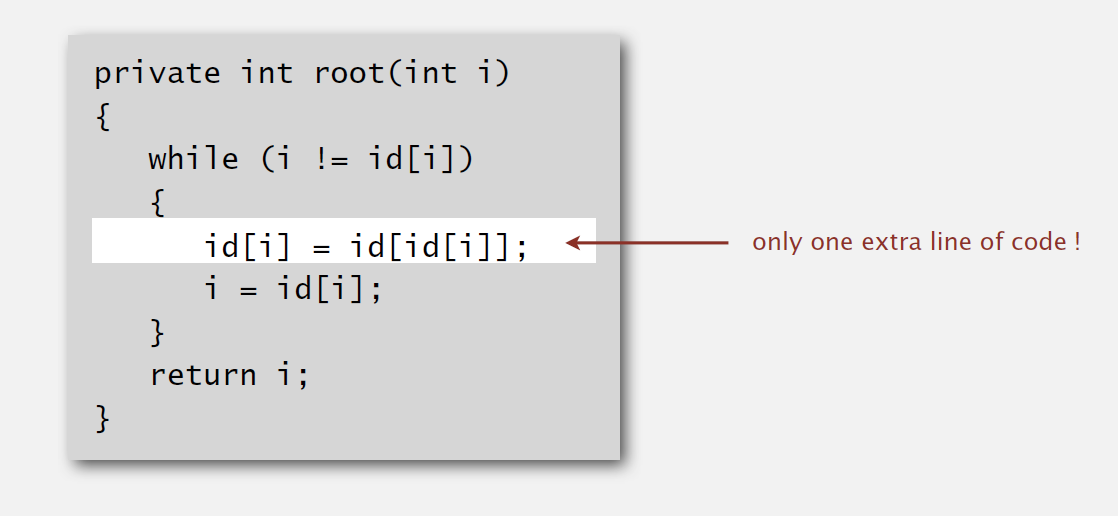 private int root(int i)
{
   while (i != id[i])
   {
      id[i] = id[id[i]];
      i = id[i];
   }
   return i;
}
only one extra line of code !